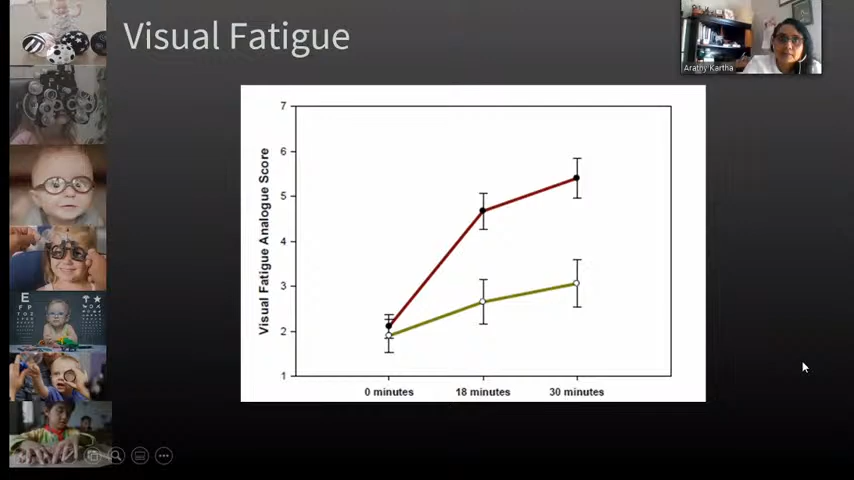 Visual Fatigue
Arathy Kartha
Visual Fatigue Analogue Score
7
6
5
4
3
2
1
0 minutes
18 minutes
30 minutes
E
F P
T O Z